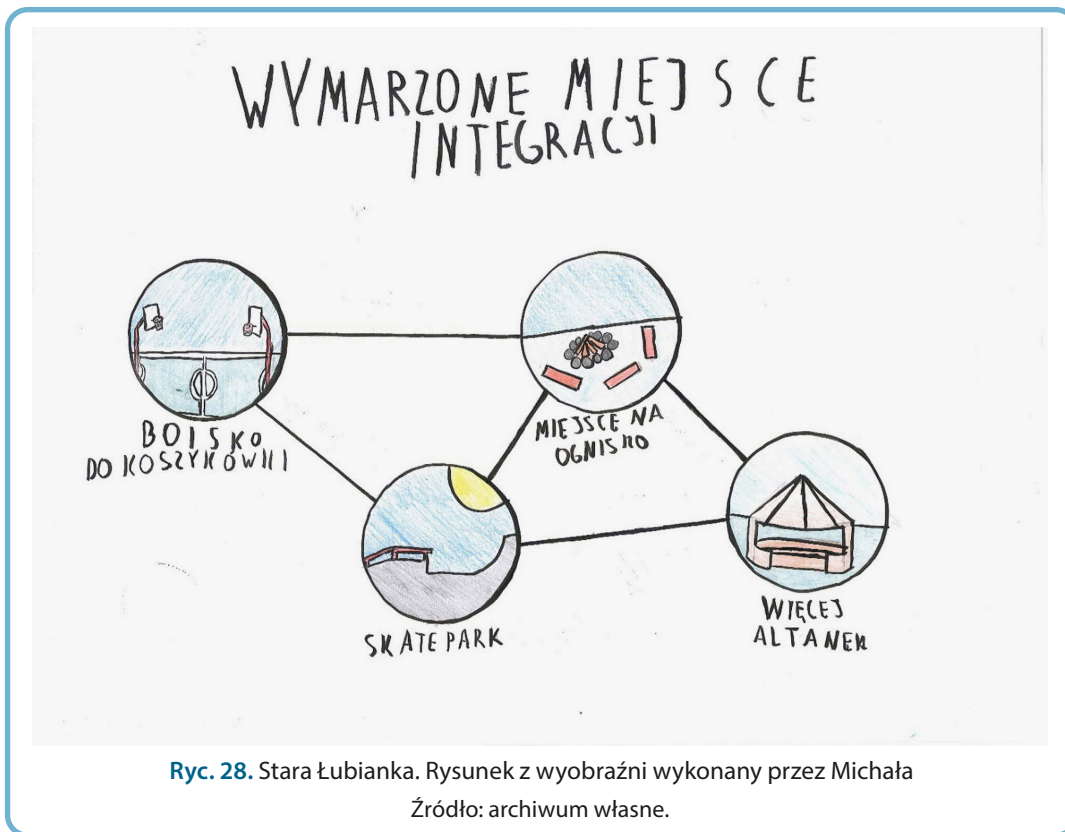 WYMARZONE MIEJSCE
INTEGRACJI
BOISKO
DO KOSZYKÓWKI
MIEJSCE NA
OGNISKO
SKATE PARK
WIĘCEJ
ALTANEK
Ryc. 28. Stara Łubianka. Rysunek z wyobraźni wykonany przez Michała
Źródło: archiwum własne.